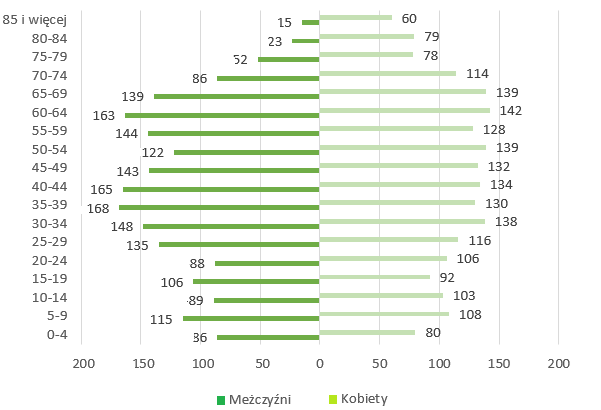 85 i więcej 15 60
80-84 23 79
75-79 52 78
70-74 86 114
65-69 139 139
60-64 163 142
55-59 144 128
50-54 122 139
45-49 143 132
40-44 165 134
35-39 168 130
30-34 148 138
25-29 135 116
20-24 88 106
15-19 106 92
10-14 89 103
5-9 115 108
0-4 86 80
200 150 100 50 0 50 100 150 200
Meżczyźni Kobiety